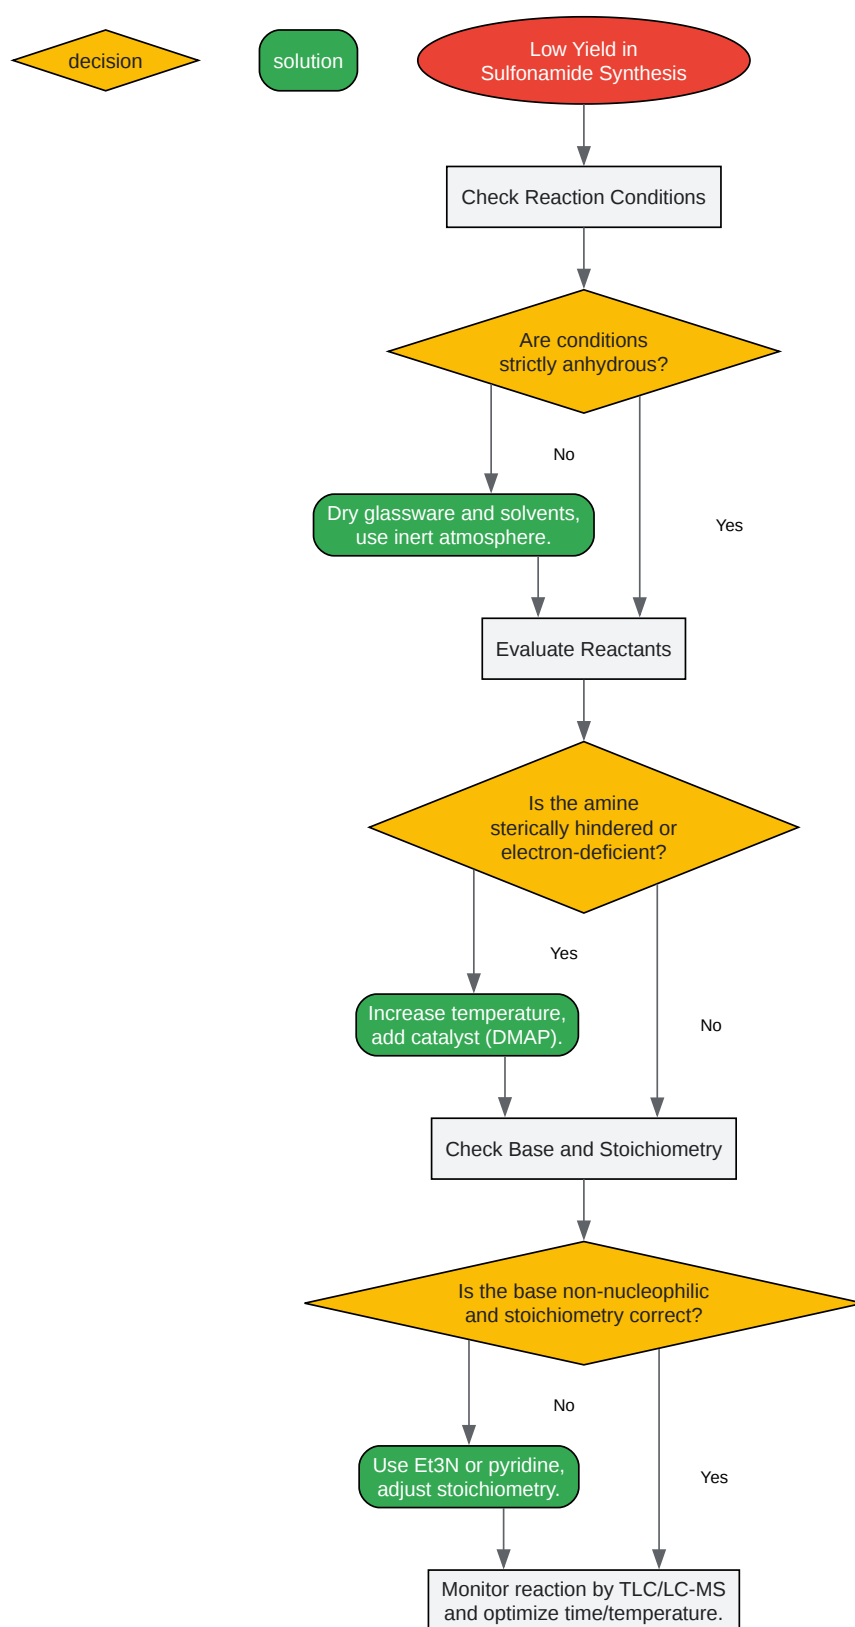 decision
solution
Low Yield in
Sulfonamide Synthesis
Check Reaction Conditions
Are conditions
strictly anhydrous?
No
Dry glassware and solvents,
use inert atmosphere.
Yes
Evaluate Reactants
Is the amine
sterically hindered or
electron-deficient?
Yes
Increase temperature,
add catalyst (DMAP).
No
Check Base and Stoichiometry
Is the base non-nucleophilic
and stoichiometry correct?
No
Use Et3N or pyridine,
adjust stoichiometry.
Yes
Monitor reaction by TLC/LC-MS
and optimize time/temperature.